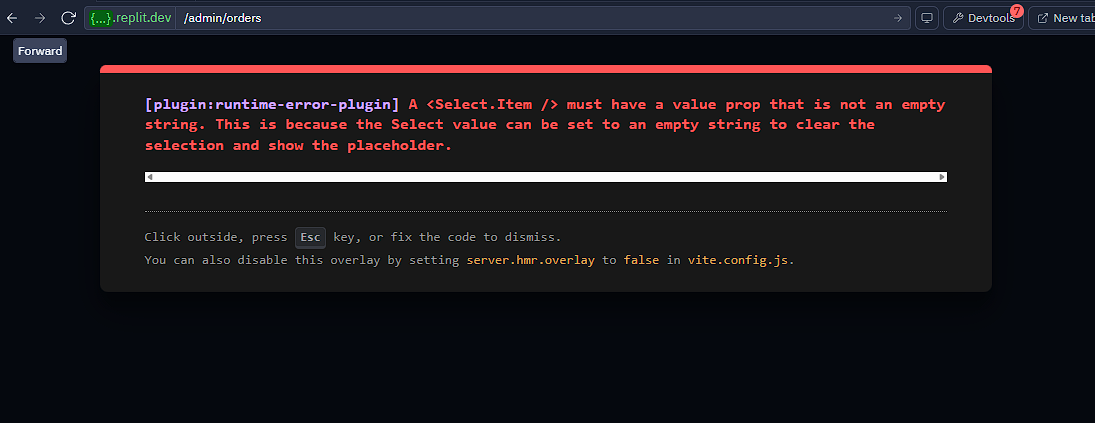 {...}.replit.dev /admin/orders Devtools 7 New tab
Forward
[plugin:runtime-error-plugin] A <Select.Item /> must have a value prop that is not an empty
string. This is because the Select value can be set to an empty string to clear the
selection and show the placeholder.
Click outside, press Esc key, or fix the code to dismiss.
You can also disable this overlay by setting server.hmr.overlay to false in vite.config.js.